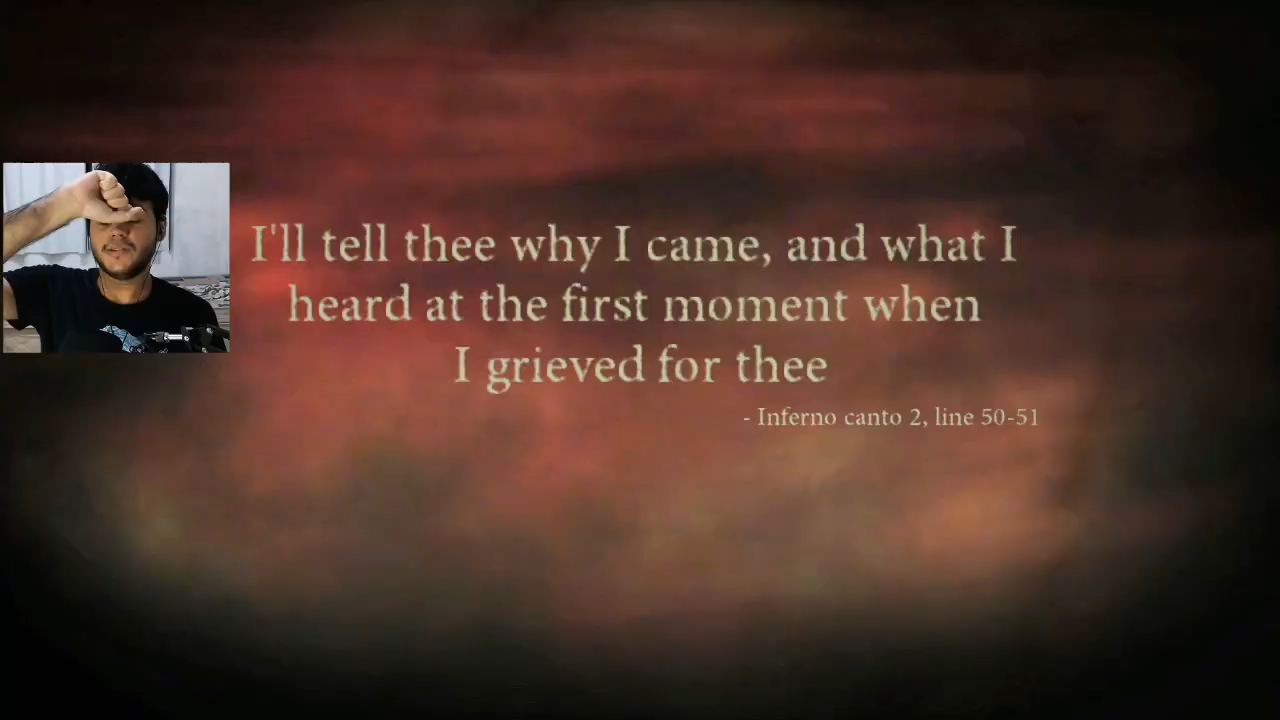 I'll tell thee why I came, and what I
heard at the first moment when
I grieved for thee
- Inferno canto 2, line 50-51